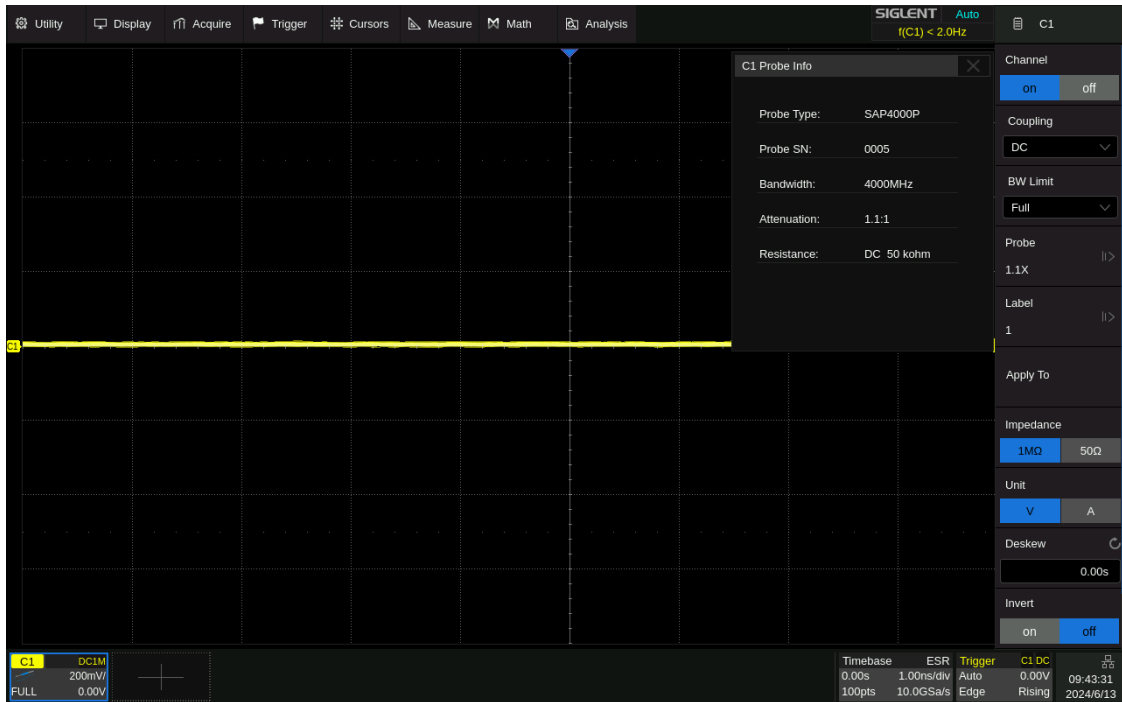 Utility Display Acquire Trigger Cursors Measure Math Analysis SIGLENT Auto C1
f(C1) < 2.0Hz
C1 Probe Info
Probe Type: SAP4000P
Probe SN: 0005
Bandwidth: 4000MHz
Attenuation: 1.1:1
Resistance: DC 50 kohm
Channel
on off
Coupling
DC
BW Limit
Full
Probe
1.1X
Label
1
Apply To
Impedance
1MΩ 50Ω
Unit
V A
Deskew
0.00s
Invert
on off
C1
C1 DC1M
200mV/
FULL 0.00V
Timebase ESR
0.00s 1.00ns/div
100pts 10.0GSa/s
Trigger C1 DC
Auto 0.00V
Edge Rising
09:43:31
2024/6/13